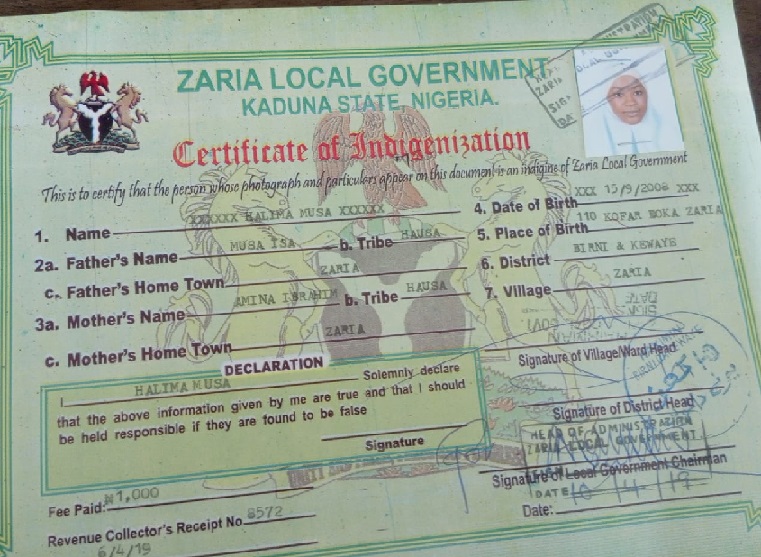 ZARIA LOCAL GOVERNMENT
KADUNA STATE, NIGERIA.
Certificate of Indigenization
This is to certify that the person whose photograph and particulars appear on this document is an indigine of Zaria Local Government
1. Name XXXXXX HALIMA MUSA XXXXXX
2a. Father's Name MUSA ISA b. Tribe HAUSA
c. Father's Home Town ZARIA
3a. Mother's Name AMINA IBRAHIM b. Tribe HAUSA
c. Mother's Home Town ZARIA
4. Date of Birth XXX 15/9/2008 XXX
5. Place of Birth 110 KOFAR DOKA ZARIA
6. District BIRNI & KEWAYE
7. Village ZARIA
DECLARATION
I HALIMA MUSA Solemnly declare
that the above information given by me are true and that I should
be held responsible if they are found to be false
Signature
Signature of Village/Ward Head
Signature of District Head
HEAD OF ADMINISTRATION
ZARIA LOCAL GOVERNMENT
Signature of Local Government Chairman
DATE
Date:
Fee Paid: ₦1,000
Revenue Collector's Receipt No 8572
6/4/19